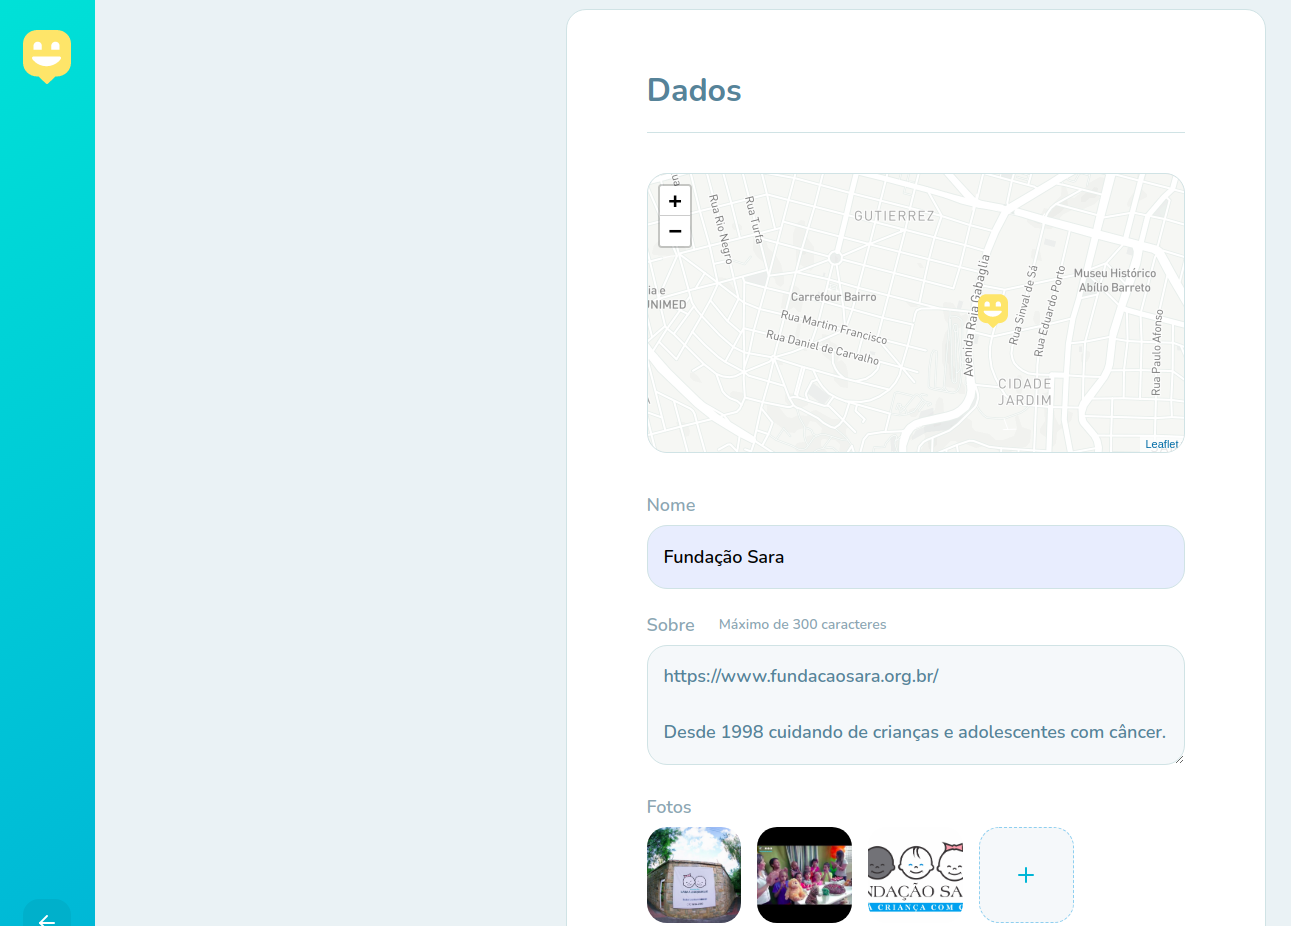 Dados
+
−
GUTIERREZ
Rua Rio Negro
Rua Turfa
Avenida Raja Gabaglia
Rua Sinval de Sá
Rua Eduardo Porto
Museu Histórico
Abílio Barreto
ia e
UNIMED
Carrefour Bairro
Rua Martim Francisco
Rua Daniel de Carvalho
Rua Paulo Afonso
CIDADE
JARDIM
Leaflet
Nome
Fundação Sara
Sobre Máximo de 300 caracteres
https://www.fundacaosara.org.br/
Desde 1998 cuidando de crianças e adolescentes com câncer.
Fotos
NDAÇÃO SA
A CRIANÇA COM C
+